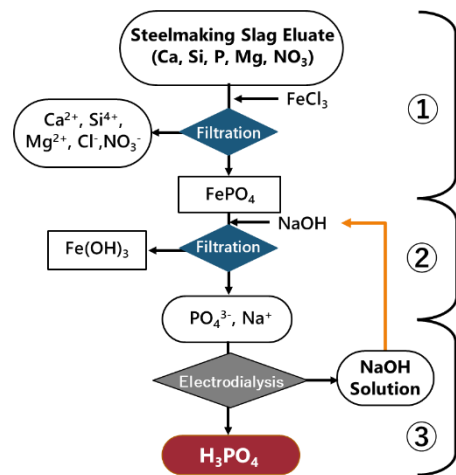 Steelmaking Slag Eluate
(Ca, Si, P, Mg, NO₃)
FeCl₃
①
Ca²⁺, Si⁴⁺,
Mg²⁺, Cl⁻,NO₃⁻
Filtration
FePO₄
NaOH
Fe(OH)₃
Filtration
②
PO₄³⁻, Na⁺
Electrodialysis
NaOH
Solution
③
H₃PO₄